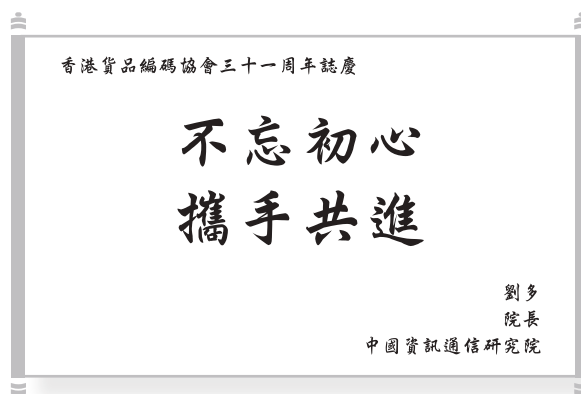 香港貨品編碼協會三十一周年誌慶
不忘初心
攜手共進
劉多
院長
中國資訊通信研究院